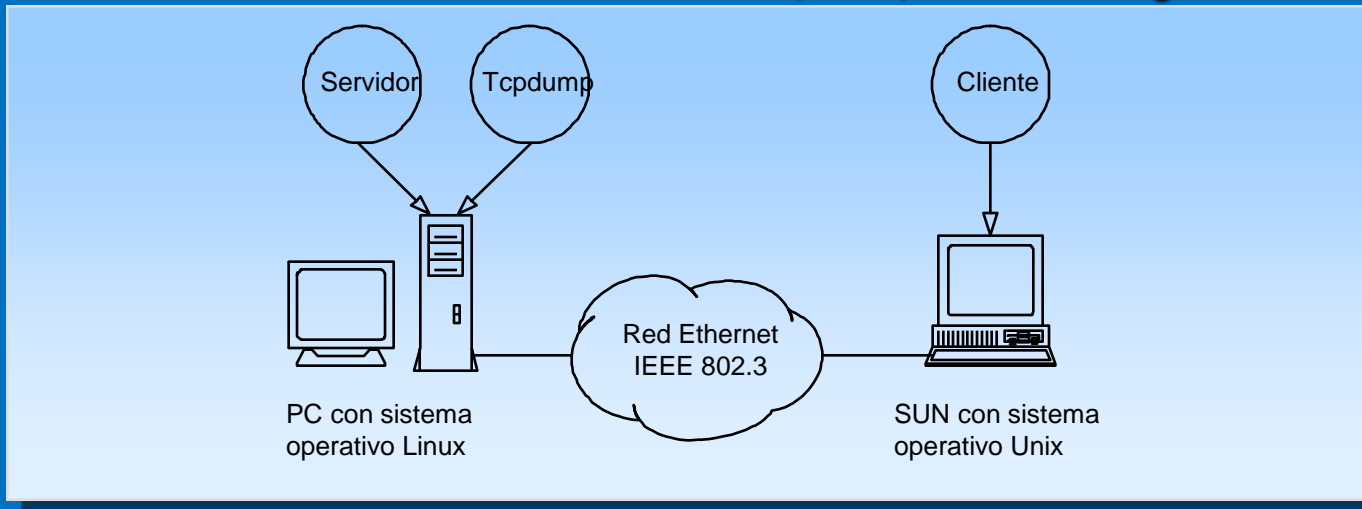 Servidor
Tcpdump
Cliente
Red Ethernet
IEEE 802.3
PC con sistema
operativo Linux
SUN con sistema
operativo Unix